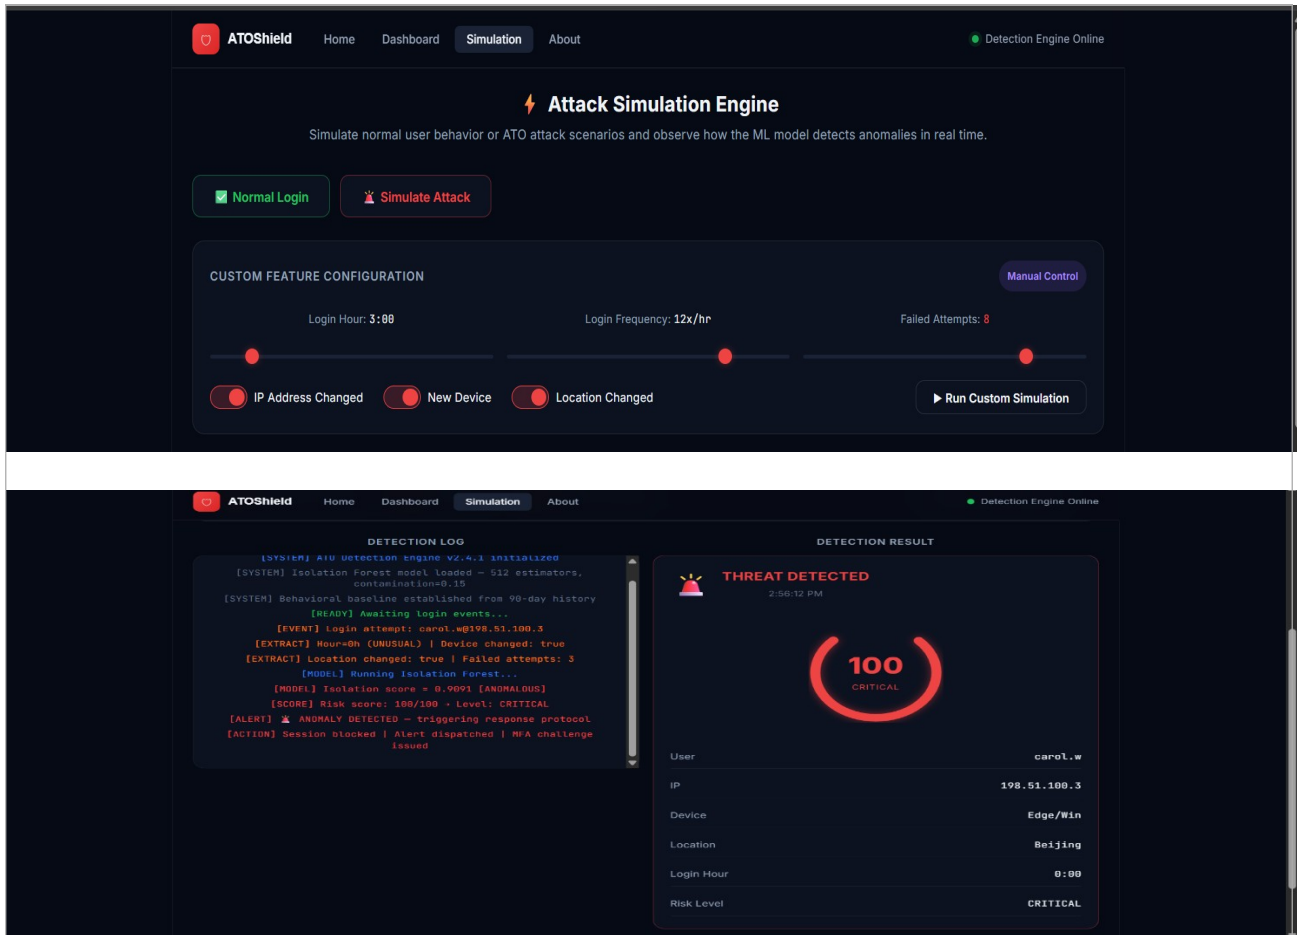 ATOShield Home Dashboard Simulation About Detection Engine Online
Attack Simulation Engine
Simulate normal user behavior or ATO attack scenarios and observe how the ML model detects anomalies in real time.
Normal Login Simulate Attack
CUSTOM FEATURE CONFIGURATION Manual Control
Login Hour: 3:00 Login Frequency: 12x/hr Failed Attempts: 8
IP Address Changed New Device Location Changed ▶ Run Custom Simulation
ATOShield Home Dashboard Simulation About Detection Engine Online
DETECTION LOG
[SYSTEM] ATO Detection Engine v2.4.1 initialized
[SYSTEM] Isolation Forest model loaded — 512 estimators,
contamination=0.15
[SYSTEM] Behavioral baseline established from 90-day history
[READY] Awaiting login events...
[EVENT] Login attempt: carol.w@198.51.100.3
[EXTRACT] Hour=0h (UNUSUAL) | Device changed: true
[EXTRACT] Location changed: true | Failed attempts: 3
[MODEL] Running Isolation Forest...
[MODEL] Isolation score = 0.9091 [ANOMALOUS]
[SCORE] Risk score: 100/100 · Level: CRITICAL
[ALERT] 🚨 ANOMALY DETECTED — triggering response protocol
[ACTION] Session blocked | Alert dispatched | MFA challenge
issued
DETECTION RESULT
THREAT DETECTED
2:56:12 PM
100
CRITICAL
User carol.w
IP 198.51.100.3
Device Edge/Win
Location Beijing
Login Hour 0:00
Risk Level CRITICAL